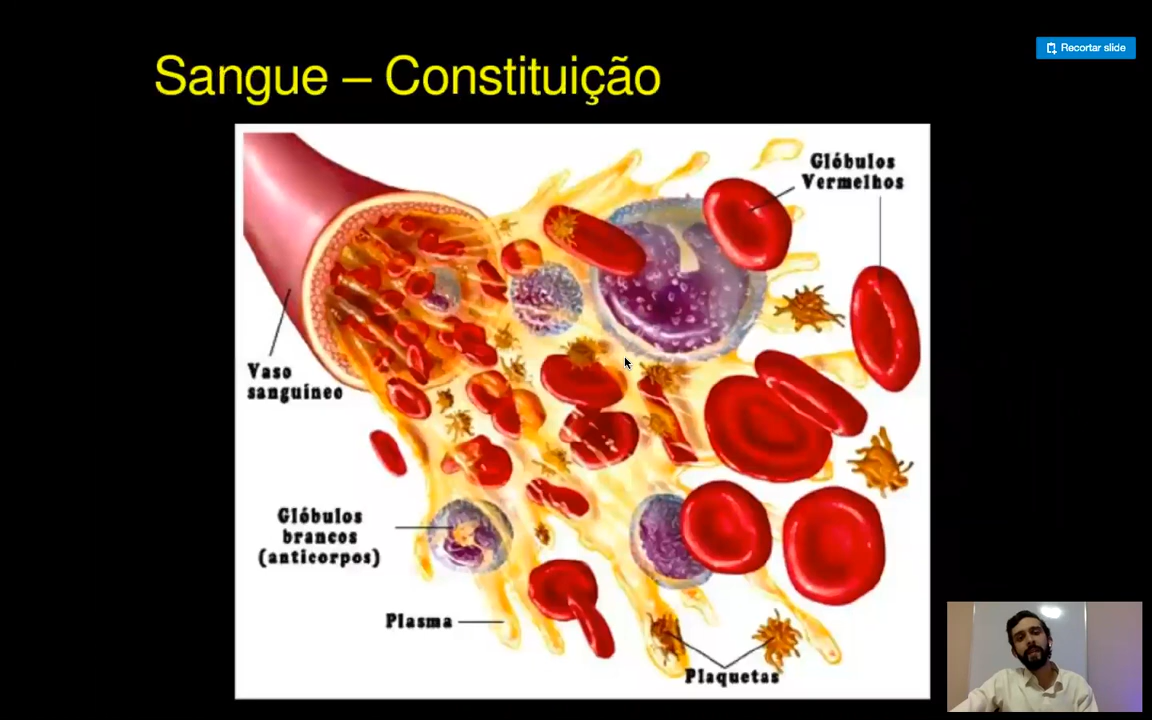 Recortar slide
Sangue – Constituição
Glóbulos
Vermelhos
Vaso
sanguíneo
Glóbulos
brancos
(anticorpos)
Plasma
Plaquetas